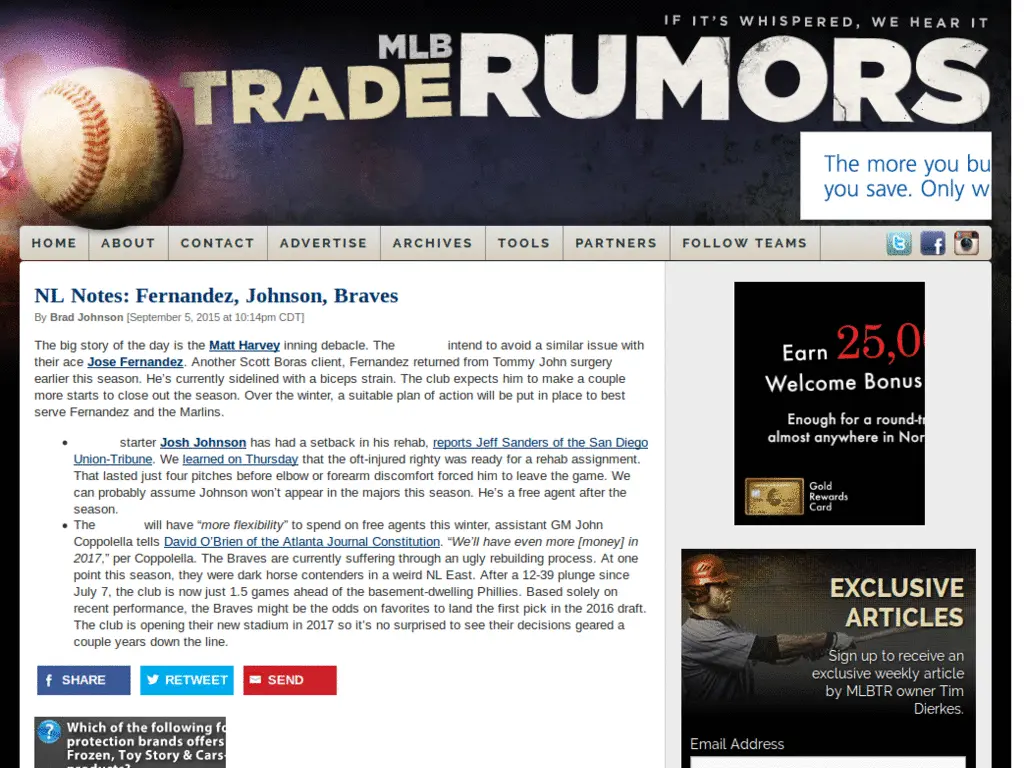 IF IT'S WHISPERED, WE HEAR IT
MLB
TRADE RUMORS
The more you bu
you save. Only w
HOME ABOUT CONTACT ADVERTISE ARCHIVES TOOLS PARTNERS FOLLOW TEAMS
NL Notes: Fernandez, Johnson, Braves
By Brad Johnson [September 5, 2015 at 10:14pm CDT]
The big story of the day is the Matt Harvey inning debacle. The intend to avoid a similar issue with
their ace Jose Fernandez. Another Scott Boras client, Fernandez returned from Tommy John surgery
earlier this season. He's currently sidelined with a biceps strain. The club expects him to make a couple
more starts to close out the season. Over the winter, a suitable plan of action will be put in place to best
serve Fernandez and the Marlins.
• starter Josh Johnson has had a setback in his rehab, reports Jeff Sanders of the San Diego
Union-Tribune. We learned on Thursday that the oft-injured righty was ready for a rehab assignment.
That lasted just four pitches before elbow or forearm discomfort forced him to leave the game. We
can probably assume Johnson won't appear in the majors this season. He's a free agent after the
season.
• The will have “more flexibility” to spend on free agents this winter, assistant GM John
Coppolella tells David O'Brien of the Atlanta Journal Constitution. “We'll have even more [money] in
2017,” per Coppolella. The Braves are currently suffering through an ugly rebuilding process. At one
point this season, they were dark horse contenders in a weird NL East. After a 12-39 plunge since
July 7, the club is now just 1.5 games ahead of the basement-dwelling Phillies. Based solely on
recent performance, the Braves might be the odds on favorites to land the first pick in the 2016 draft.
The club is opening their new stadium in 2017 so it's no surprised to see their decisions geared a
couple years down the line.
SHARE RETWEET SEND
Which of the following fo
protection brands offers
Frozen, Toy Story & Cars-
products?
Earn 25,0
Welcome Bonus
Enough for a round-t
almost anywhere in Nor
Gold
Rewards
Card
EXCLUSIVE
ARTICLES
Sign up to receive an
exclusive weekly article
by MLBTR owner Tim
Dierkes.
Email Address